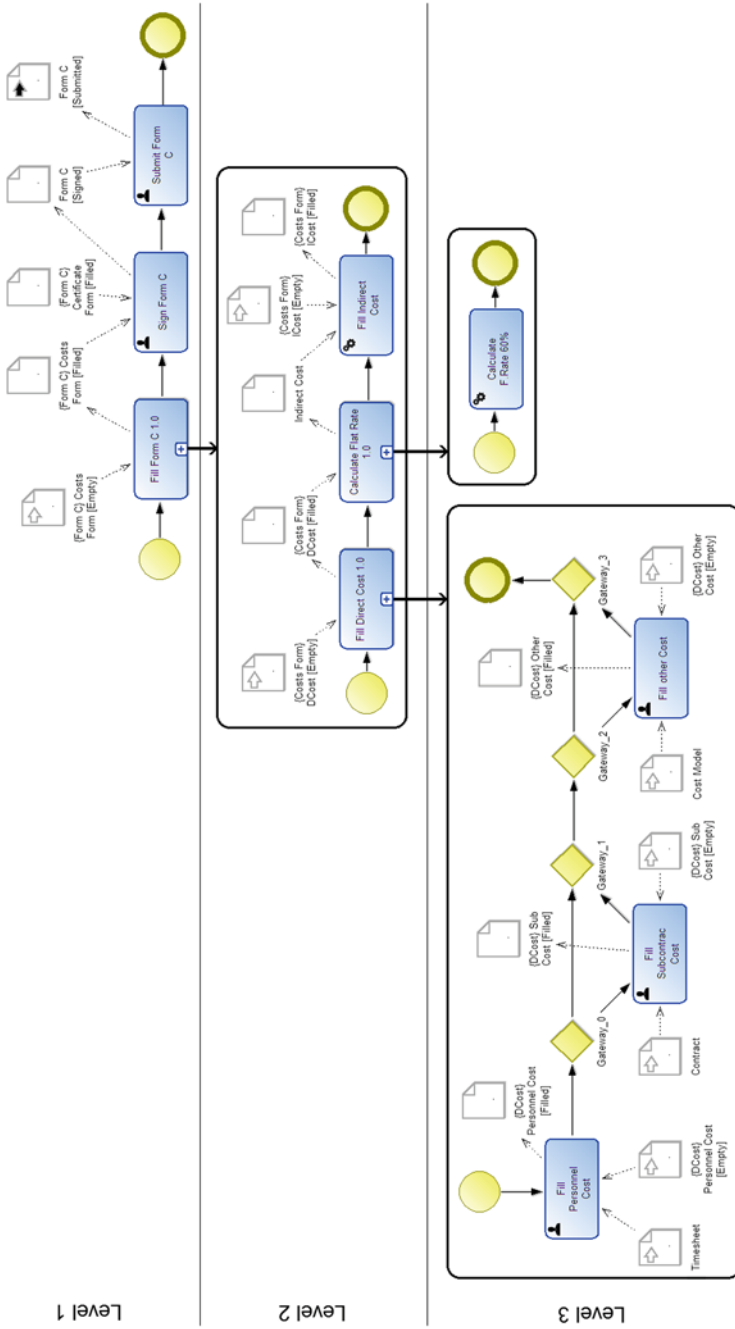 Level 1
{Form C} Costs
Form [Empty]
Fill Form C 1.0
{Form C} Costs
Form [Filled]
{Form C}
Certificate
Form [Filled]
Sign Form C
Form C
[Signed]
Submit Form
C
Form C
[Submitted]
Level 2
{Costs Form}
DCost [Empty]
Fill Direct Cost 1.0
{Costs Form}
DCost [Filled]
Calculate Flat Rate
1.0
Indirect Cost
{Costs Form}
ICost [Empty]
Fill Indirect
Cost
{Costs Form}
ICost [Filled]
Level 3
Timesheet
{DCost}
Personnel Cost
[Empty]
Fill
Personnel
Cost
{DCost}
Personnel Cost
[Filled]
Gateway_0
Contract
Fill
Subcontrac
Cost
{DCost} Sub
Cost [Filled]
{DCost} Sub
Cost [Empty]
Gateway_1
Gateway_2
Cost Model
Fill other Cost
{DCost} Other
Cost [Filled]
{DCost} Other
Cost [Empty]
Gateway_3
Calculate
F.Rate 60%